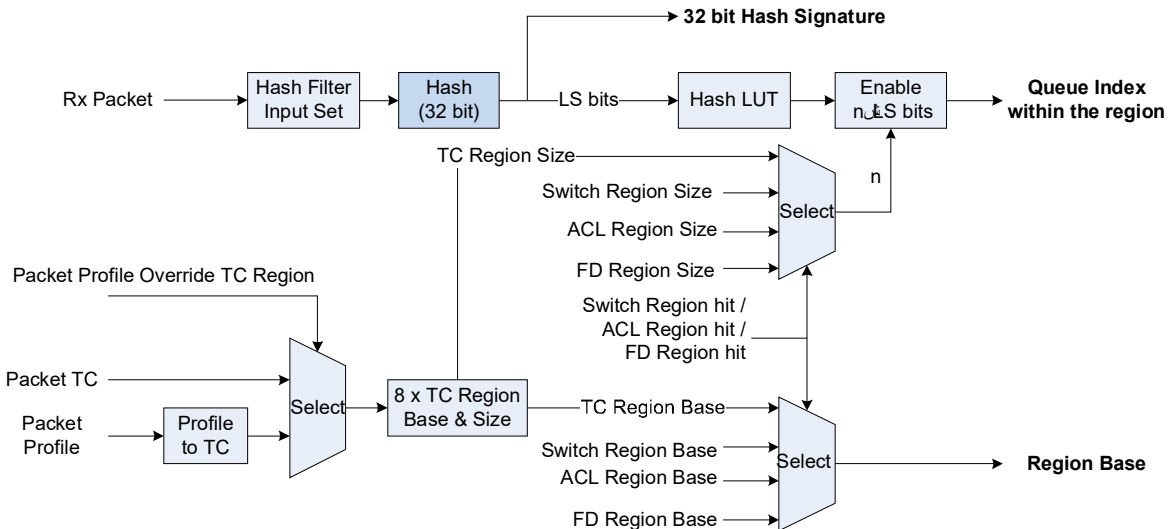 32 bit Hash Signature
Rx Packet
Hash Filter
Input Set
Hash
(32 bit)
LS bits
Hash LUT
Enable
LS bits
Queue Index
within the region
TC Region Size
Switch Region Size
ACL Region Size
FD Region Size
Select
n
Packet Profile Override TC Region
Switch Region hit /
ACL Region hit /
FD Region hit
Packet TC
Packet
Profile
Profile
to TC
Select
8 x TC Region
Base & Size
TC Region Base
Switch Region Base
ACL Region Base
FD Region Base
Select
Region Base